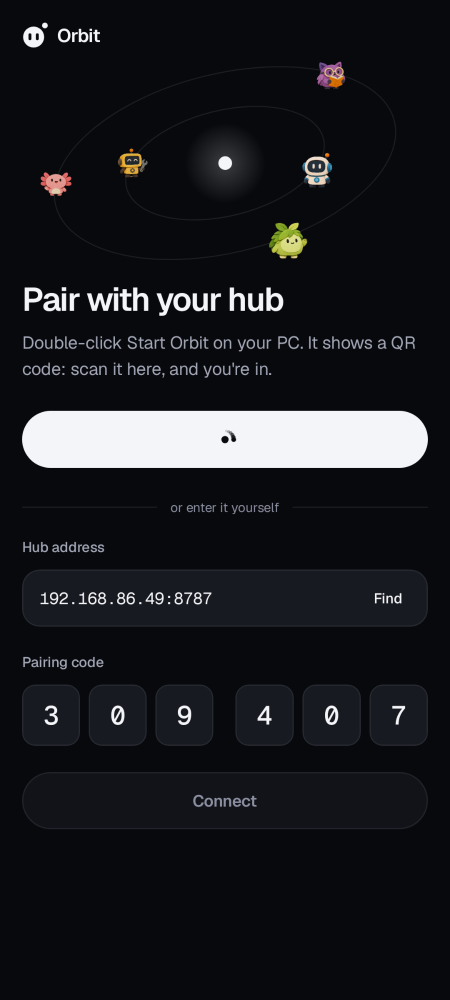 Orbit
Pair with your hub
Double-click Start Orbit on your PC. It shows a QR
code: scan it here, and you're in.
or enter it yourself
Hub address
192.168.86.49:8787 Find
Pairing code
3 0 9 4 0 7
Connect